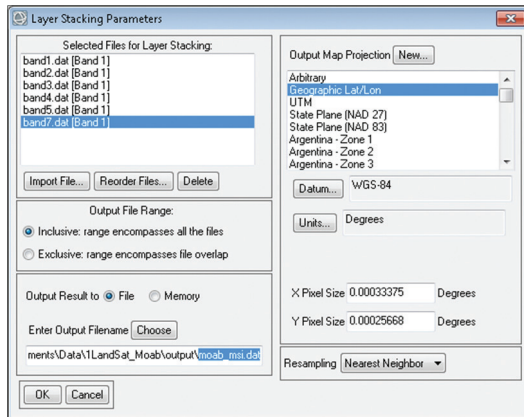 Layer Stacking Parameters
Selected Files for Layer Stacking:
band1.dat [Band 1]
band2.dat [Band 1]
band3.dat [Band 1]
band4.dat [Band 1]
band5.dat [Band 1]
band7.dat [Band 1]
Import File... Reorder Files... Delete
Output File Range:
Inclusive: range encompasses all the files
Exclusive: range encompasses file overlap
Output Result to File Memory
Enter Output Filename Choose
ments\Data\1LandSat_Moab\output\moab_msi.dat
OK Cancel
Output Map Projection New...
Arbitrary
Geographic Lat/Lon
UTM
State Plane (NAD 27)
State Plane (NAD 83)
Argentina - Zone 1
Argentina - Zone 2
Argentina - Zone 3
Datum... WGS-84
Units... Degrees
X Pixel Size 0.00033375 Degrees
Y Pixel Size 0.00025668 Degrees
Resampling Nearest Neighbor